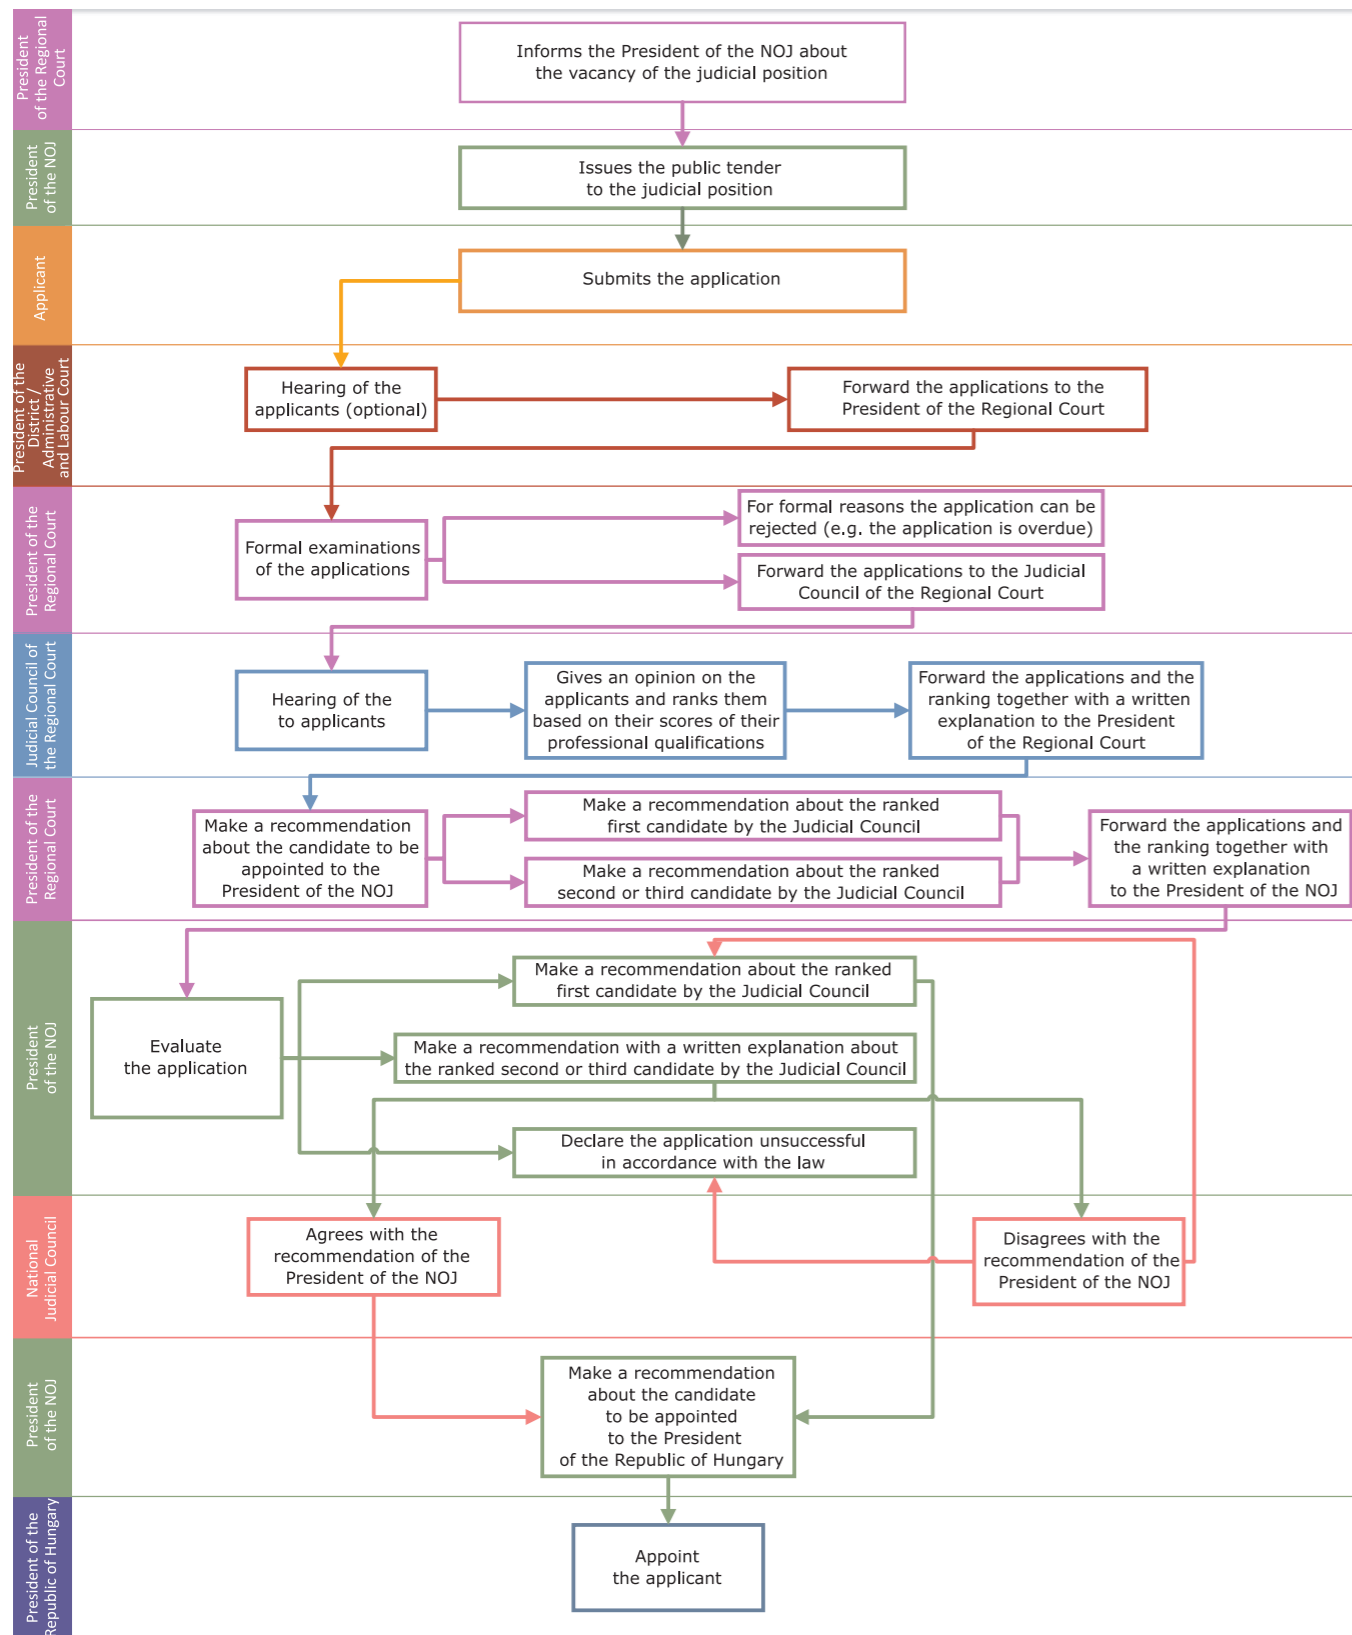 President
of the Regional
Court
Informs the President of the NOJ about
the vacancy of the judicial position
President
of the NOJ
Issues the public tender
to the judicial position
Applicant
Submits the application
President of the
District /
Administrative
and Labour Court
Hearing of the
applicants (optional)
Forward the applications to the
President of the Regional Court
President of the
Regional Court
Formal examinations
of the applications
For formal reasons the application can be
rejected (e.g. the application is overdue)
Forward the applications to the Judicial
Council of the Regional Court
Judicial Council of
the Regional Court
Hearing of the
to applicants
Gives an opinion on the
applicants and ranks them
based on their scores of their
professional qualifications
Forward the applications and the
ranking together with a written
explanation to the President
of the Regional Court
President of the
Regional Court
Make a recommendation
about the candidate to be
appointed to the
President of the NOJ
Make a recommendation about the ranked
first candidate by the Judicial Council
Make a recommendation about the ranked
second or third candidate by the Judicial Council
Forward the applications and
the ranking together with
a written explanation
to the President of the NOJ
President
of the NOJ
Evaluate
the application
Make a recommendation about the ranked
first candidate by the Judicial Council
Make a recommendation with a written explanation about
the ranked second or third candidate by the Judicial Council
Declare the application unsuccessful
in accordance with the law
National
Judicial Council
Agrees with the
recommendation of the
President of the NOJ
Disagrees with the
recommendation of the
President of the NOJ
President
of the NOJ
Make a recommendation
about the candidate
to be appointed
to the President
of the Republic of Hungary
President of the
Republic of Hungary
Appoint
the applicant